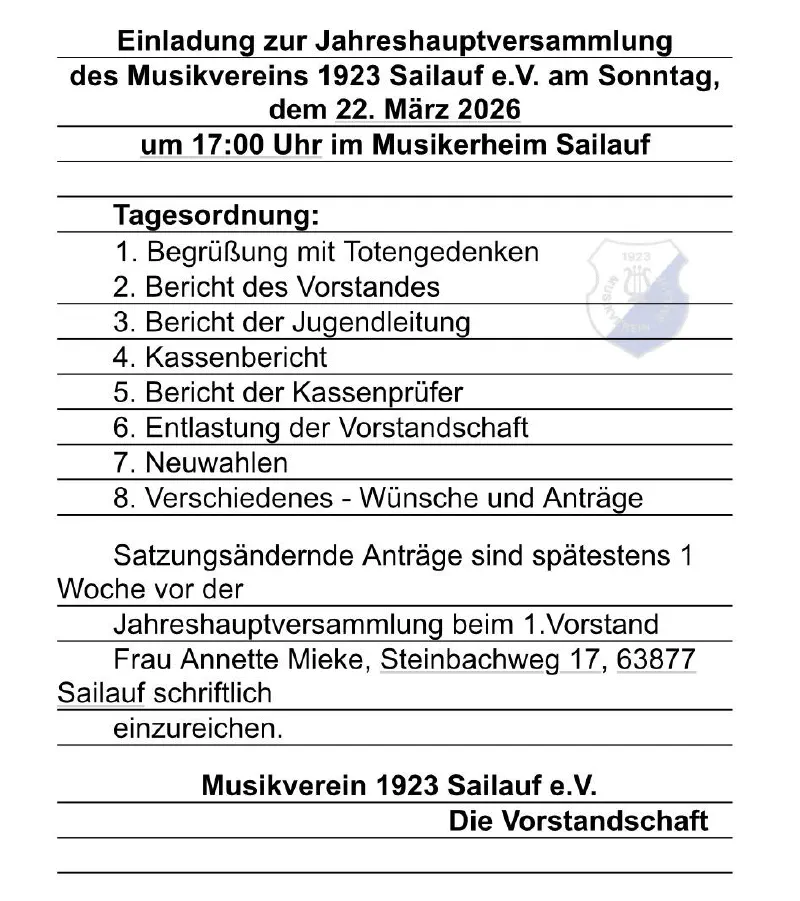 Einladung zur Jahreshauptversammlung
des Musikvereins 1923 Sailauf e.V. am Sonntag,
dem 22. März 2026
um 17:00 Uhr im Musikerheim Sailauf
Tagesordnung:
1. Begrüßung mit Totengedenken
2. Bericht des Vorstandes
3. Bericht der Jugendleitung
4. Kassenbericht
5. Bericht der Kassenprüfer
6. Entlastung der Vorstandschaft
7. Neuwahlen
8. Verschiedenes - Wünsche und Anträge
1923
Satzungsändernde Anträge sind spätestens 1
Woche vor der
Jahreshauptversammlung beim 1.Vorstand
Frau Annette Mieke, Steinbachweg 17, 63877
Sailauf schriftlich
einzureichen.
Musikverein 1923 Sailauf e.V.
Die Vorstandschaft